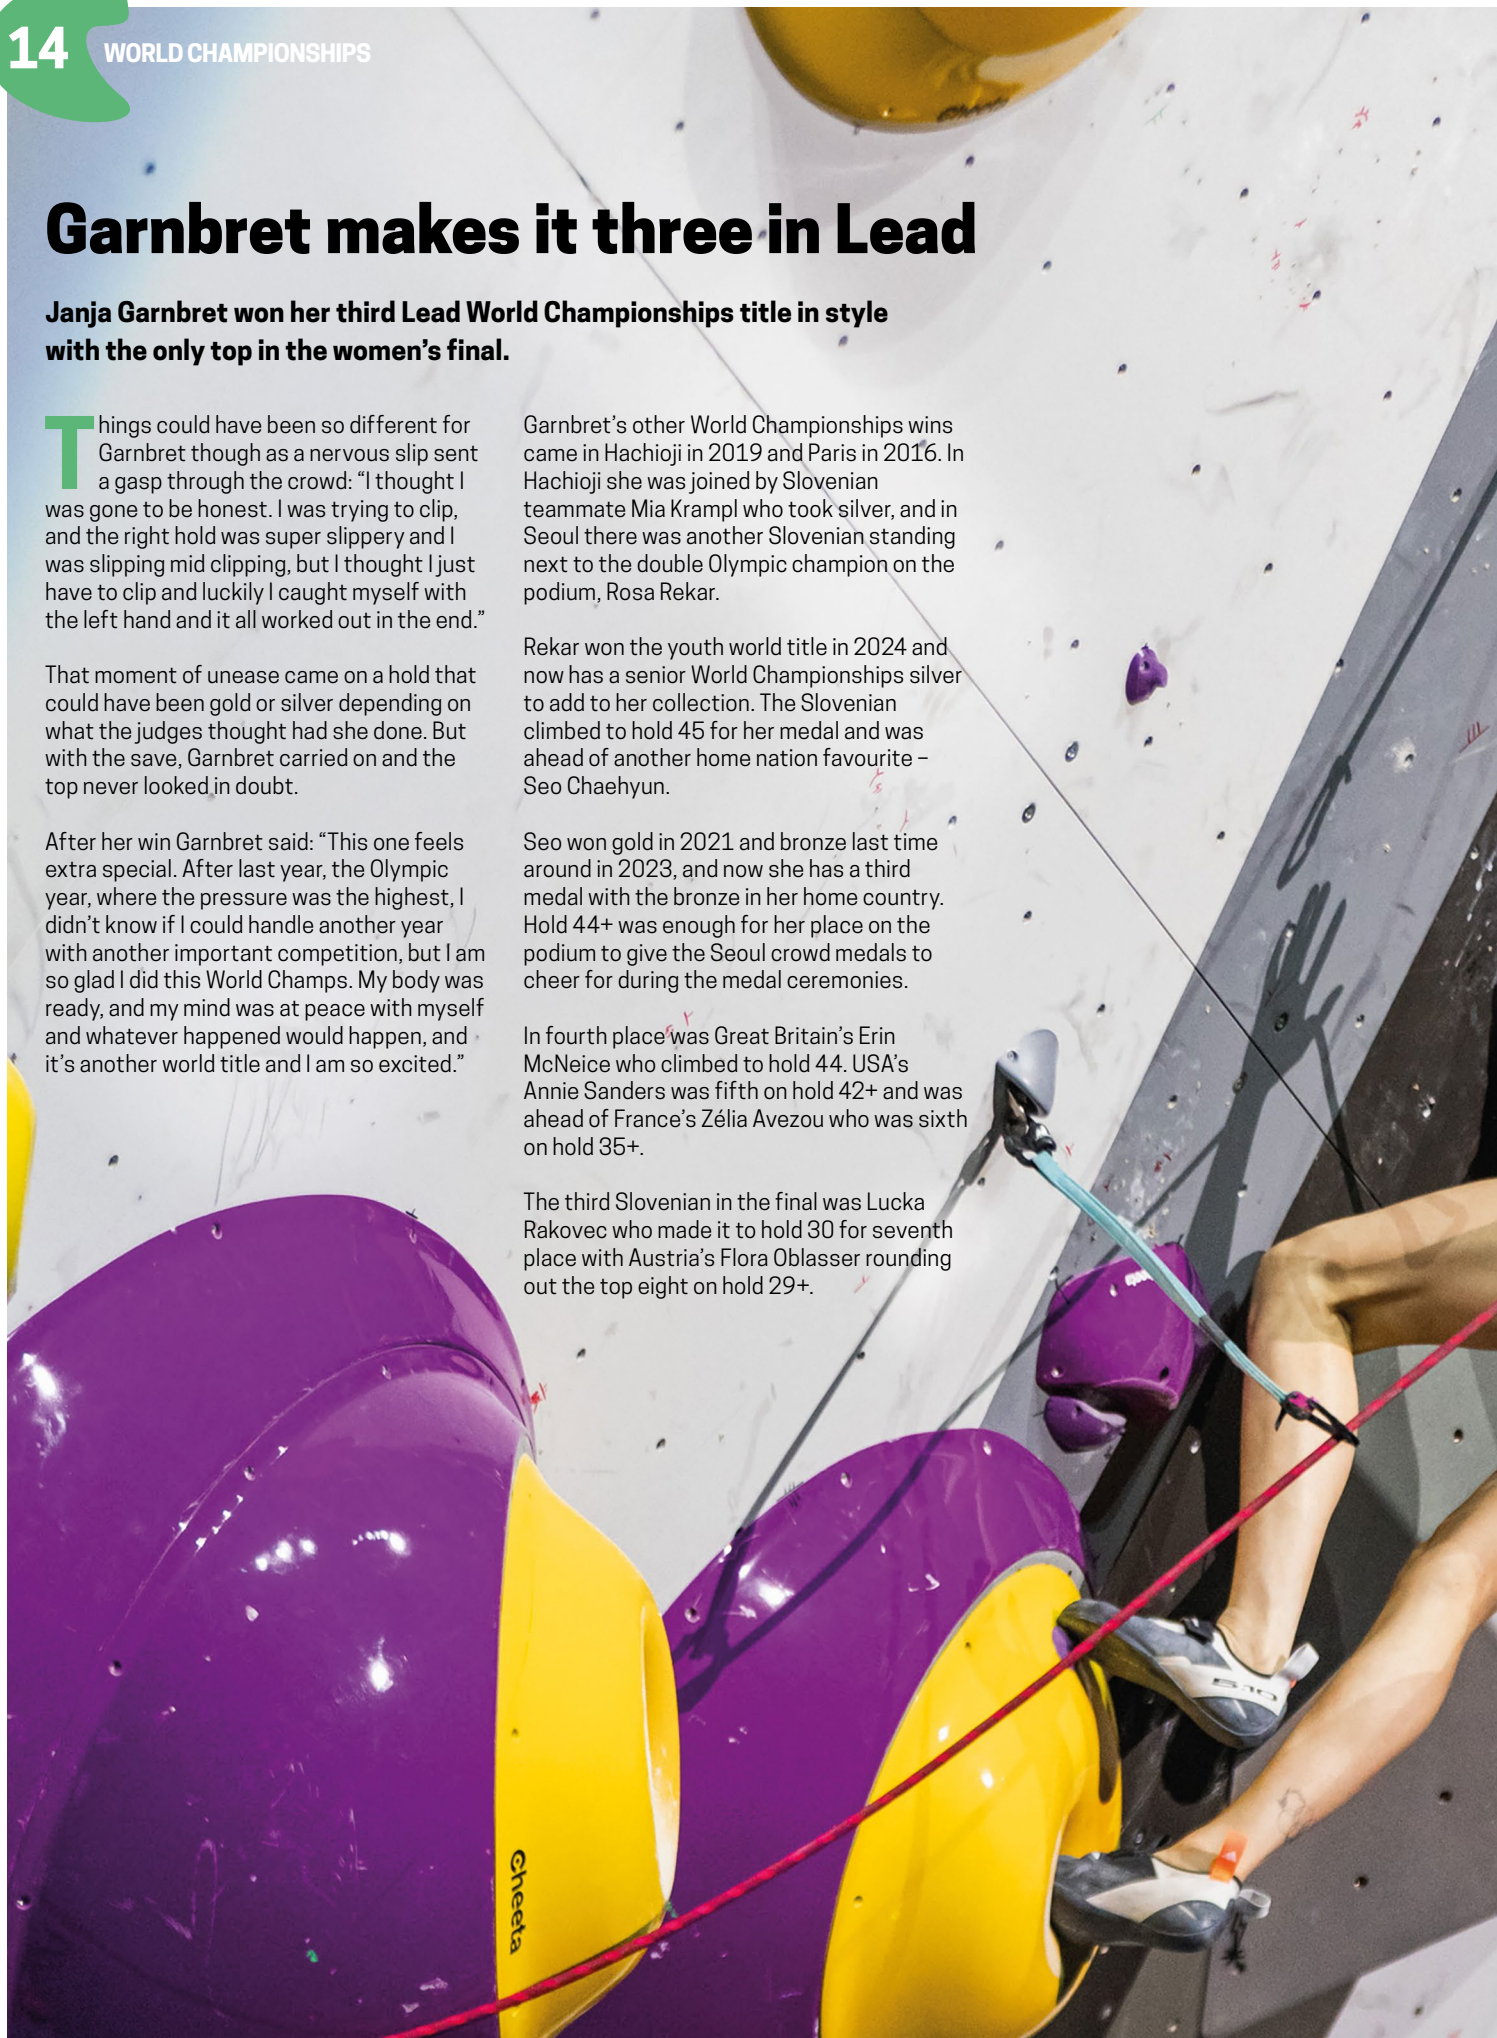 14
WORLD CHAMPIONSHIPS
Garnbret makes it three in Lead
Janja Garnbret won her third Lead World Championships title in style
with the only top in the women’s final.
Things could have been so different for
Garnbret though as a nervous slip sent
a gasp through the crowd: “I thought I
was gone to be honest. I was trying to clip,
and the right hold was super slippery and I
was slipping mid clipping, but I thought I just
have to clip and luckily I caught myself with
the left hand and it all worked out in the end.”
That moment of unease came on a hold that
could have been gold or silver depending on
what the judges thought had she done. But
with the save, Garnbret carried on and the
top never looked in doubt.
After her win Garnbret said: “This one feels
extra special. After last year, the Olympic
year, where the pressure was the highest, I
didn’t know if I could handle another year
with another important competition, but I am
so glad I did this World Champs. My body was
ready, and my mind was at peace with myself
and whatever happened would happen, and
it’s another world title and I am so excited.”
Garnbret’s other World Championships wins
came in Hachioji in 2019 and Paris in 2016. In
Hachioji she was joined by Slovenian
teammate Mia Krampl who took silver, and in
Seoul there was another Slovenian standing
next to the double Olympic champion on the
podium, Rosa Rekar.
Rekar won the youth world title in 2024 and
now has a senior World Championships silver
to add to her collection. The Slovenian
climbed to hold 45 for her medal and was
ahead of another home nation favourite –
Seo Chaehyun.
Seo won gold in 2021 and bronze last time
around in 2023, and now she has a third
medal with the bronze in her home country.
Hold 44+ was enough for her place on the
podium to give the Seoul crowd medals to
cheer for during the medal ceremonies.
In fourth place was Great Britain’s Erin
McNeice who climbed to hold 44. USA’s
Annie Sanders was fifth on hold 42+ and was
ahead of France’s Zélia Avezou who was sixth
on hold 35+.
The third Slovenian in the final was Lucka
Rakovec who made it to hold 30 for seventh
place with Austria’s Flora Oblasser rounding
out the top eight on hold 29+.
5.10
Cheeta